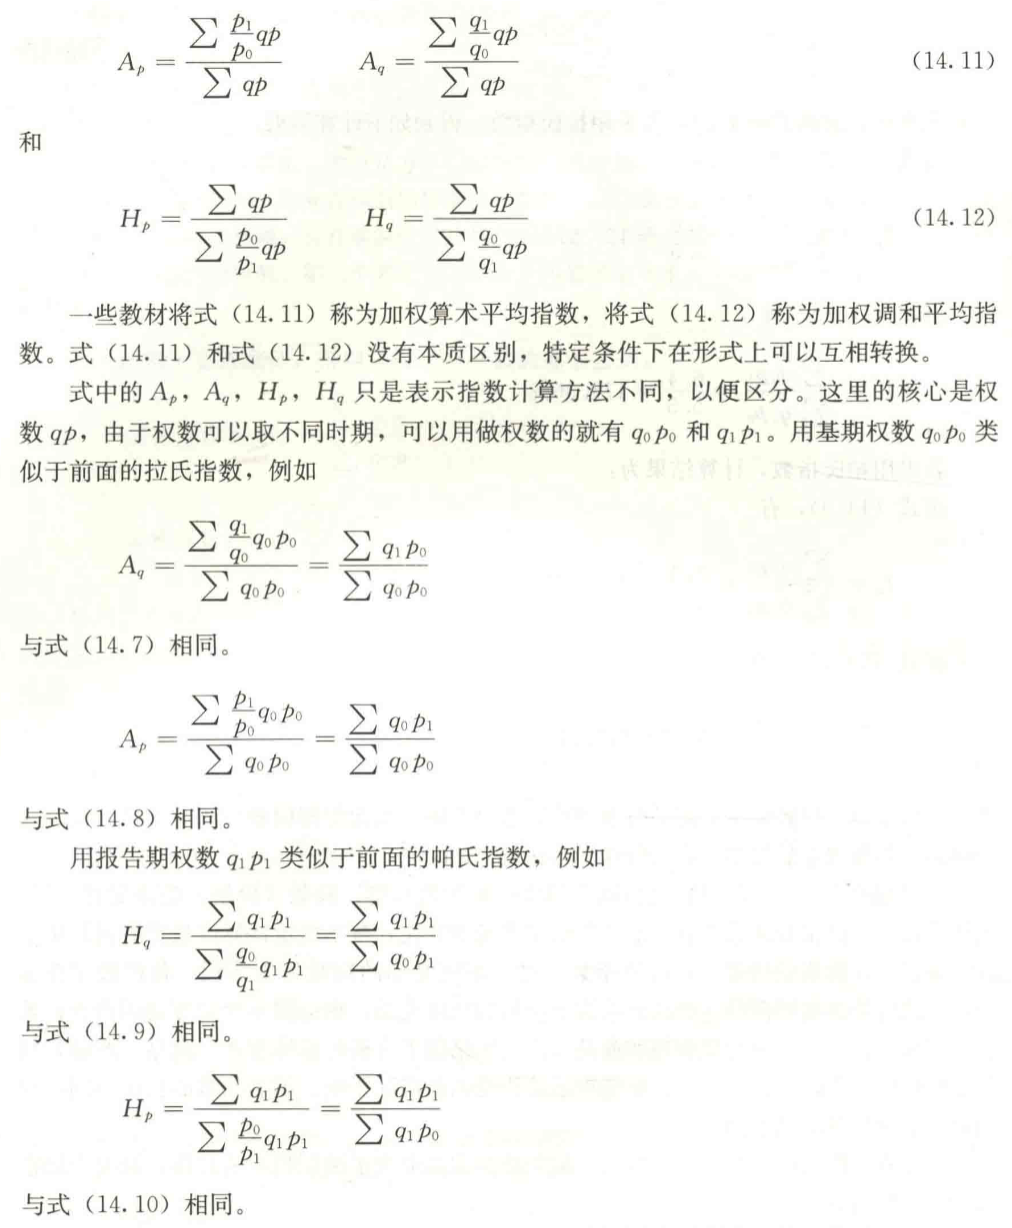 $A_p = \frac{\sum \frac{p_1}{p_0} qp}{\sum qp}$  $A_q = \frac{\sum \frac{q_1}{q_0} qp}{\sum qp}$  (14.11)
和
$H_p = \frac{\sum qp}{\sum \frac{p_0}{p_1} qp}$  $H_q = \frac{\sum qp}{\sum \frac{q_0}{q_1} qp}$  (14.12)
一些教材将式（14.11）称为加权算术平均指数，将式（14.12）称为加权调和平均指
数。式（14.11）和式（14.12）没有本质区别，特定条件下在形式上可以互相转换。
式中的 $A_p$，$A_q$，$H_p$，$H_q$ 只是表示指数计算方法不同，以便区分。这里的核心是权
数 $qp$，由于权数可以取不同时期，可以用做权数的就有 $q_0 p_0$ 和 $q_1 p_1$。用基期权数 $q_0 p_0$ 类
似于前面的拉氏指数，例如
$A_q = \frac{\sum \frac{q_1}{q_0} q_0 p_0}{\sum q_0 p_0} = \frac{\sum q_1 p_0}{\sum q_0 p_0}$
与式（14.7）相同。
$A_p = \frac{\sum \frac{p_1}{p_0} q_0 p_0}{\sum q_0 p_0} = \frac{\sum q_0 p_1}{\sum q_0 p_0}$
与式（14.8）相同。
用报告期权数 $q_1 p_1$ 类似于前面的帕氏指数，例如
$H_q = \frac{\sum q_1 p_1}{\sum \frac{q_0}{q_1} q_1 p_1} = \frac{\sum q_1 p_1}{\sum q_0 p_1}$
与式（14.9）相同。
$H_p = \frac{\sum q_1 p_1}{\sum \frac{p_0}{p_1} q_1 p_1} = \frac{\sum q_1 p_1}{\sum q_1 p_0}$
与式（14.10）相同。